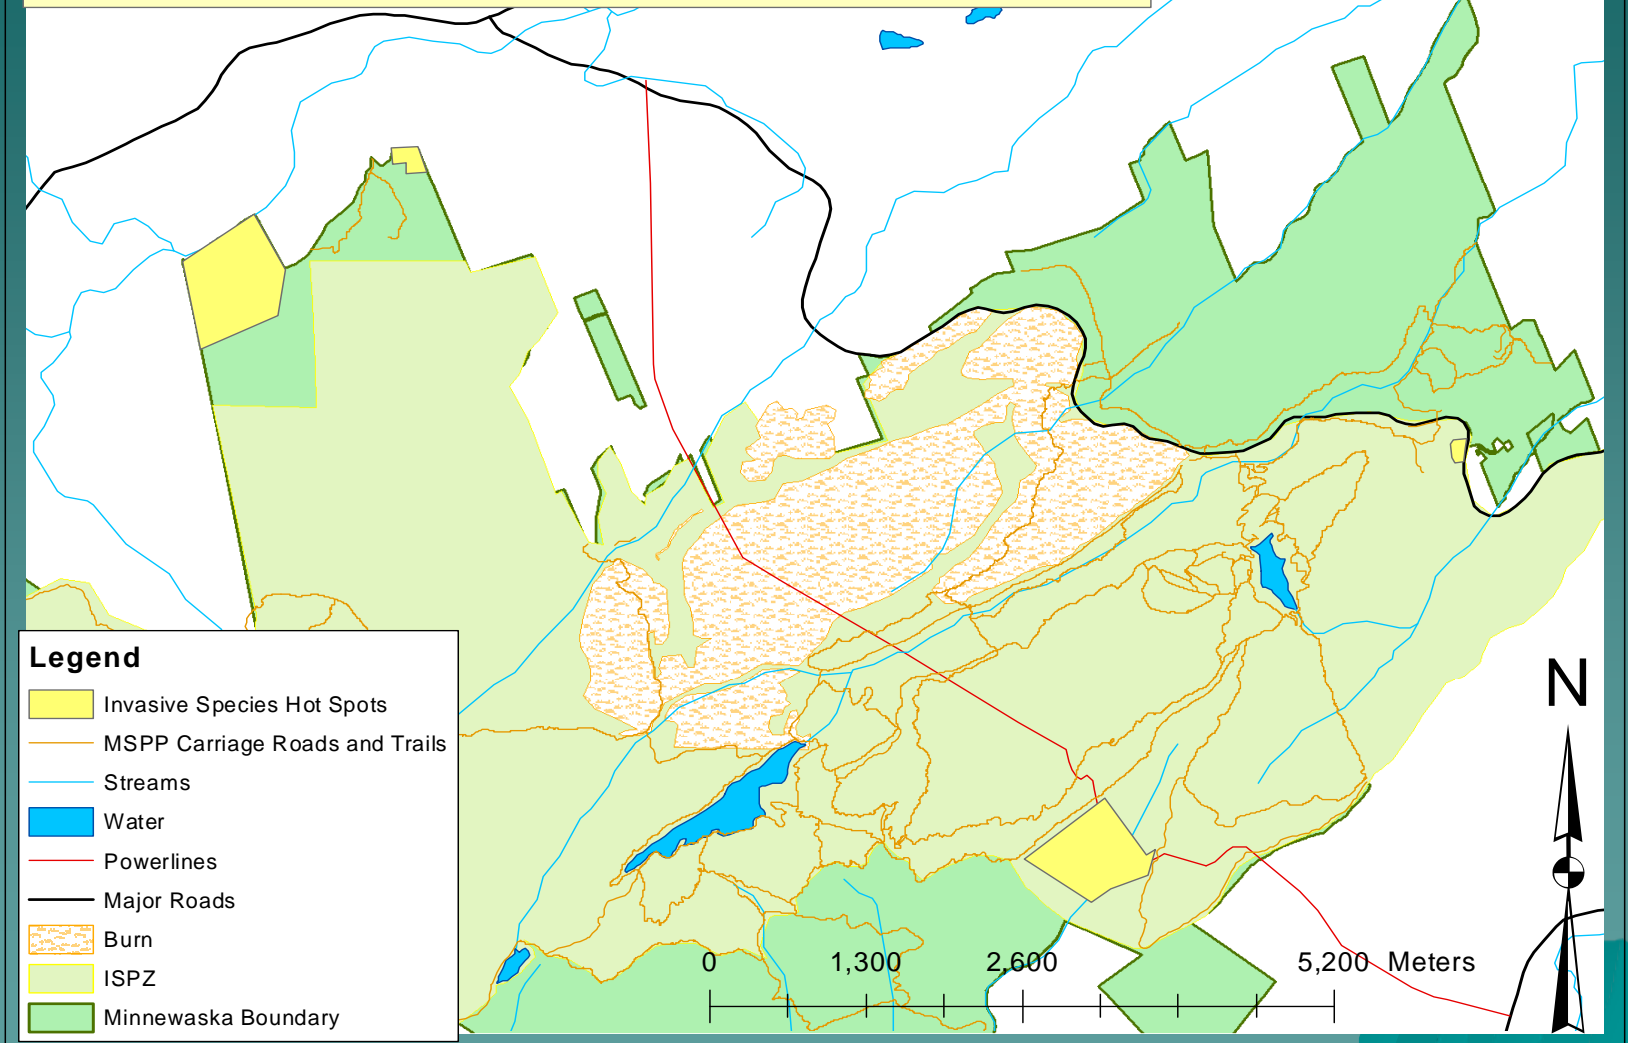 N
Legend
Invasive Species Hot Spots
MSPP Carriage Roads and Trails
Streams
Water
Powerlines
Major Roads
Burn
ISPZ
Minnewaska Boundary
0 1,300 2,600 5,200 Meters